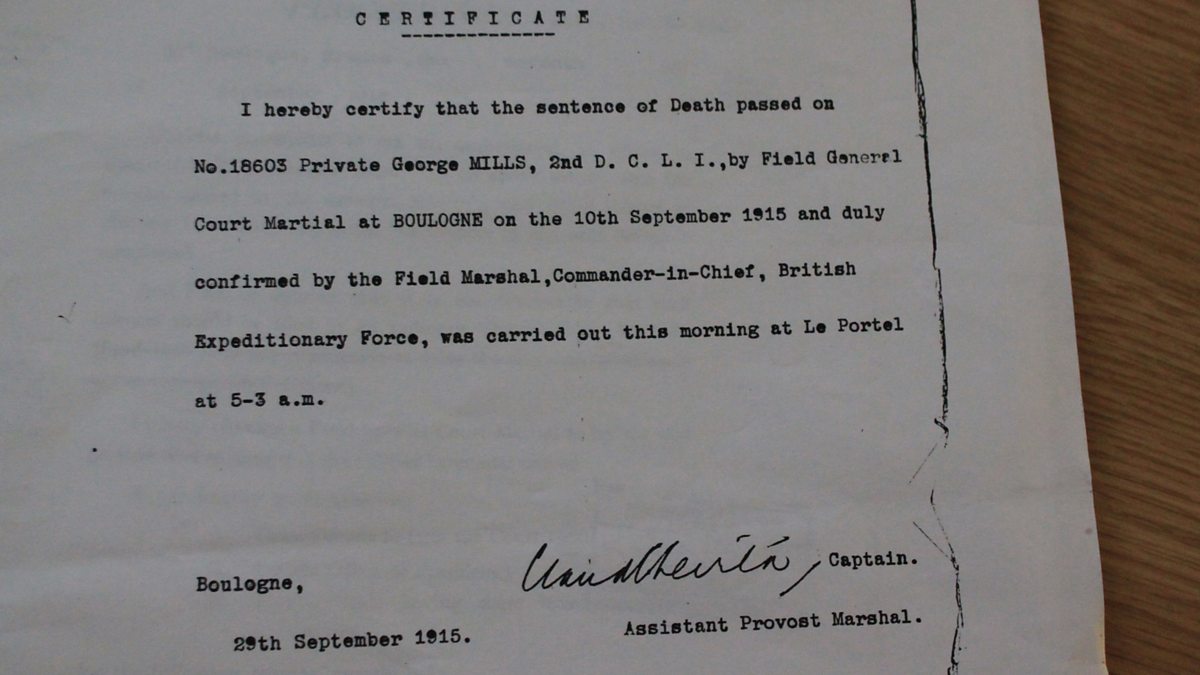 CERTIFICATE
I hereby certify that the sentence of Death passed on
No.18603 Private George MILLS, 2nd D. C. L. I.,by Field General
Court Martial at BOULOGNE on the 10th September 1915 and duly
confirmed by the Field Marshal,Commander-in-Chief, British
Expeditionary Force, was carried out this morning at Le Portel
at 5-3 a.m.
Captain.
Boulogne,
Assistant Provost Marshal.
29th September 1915.